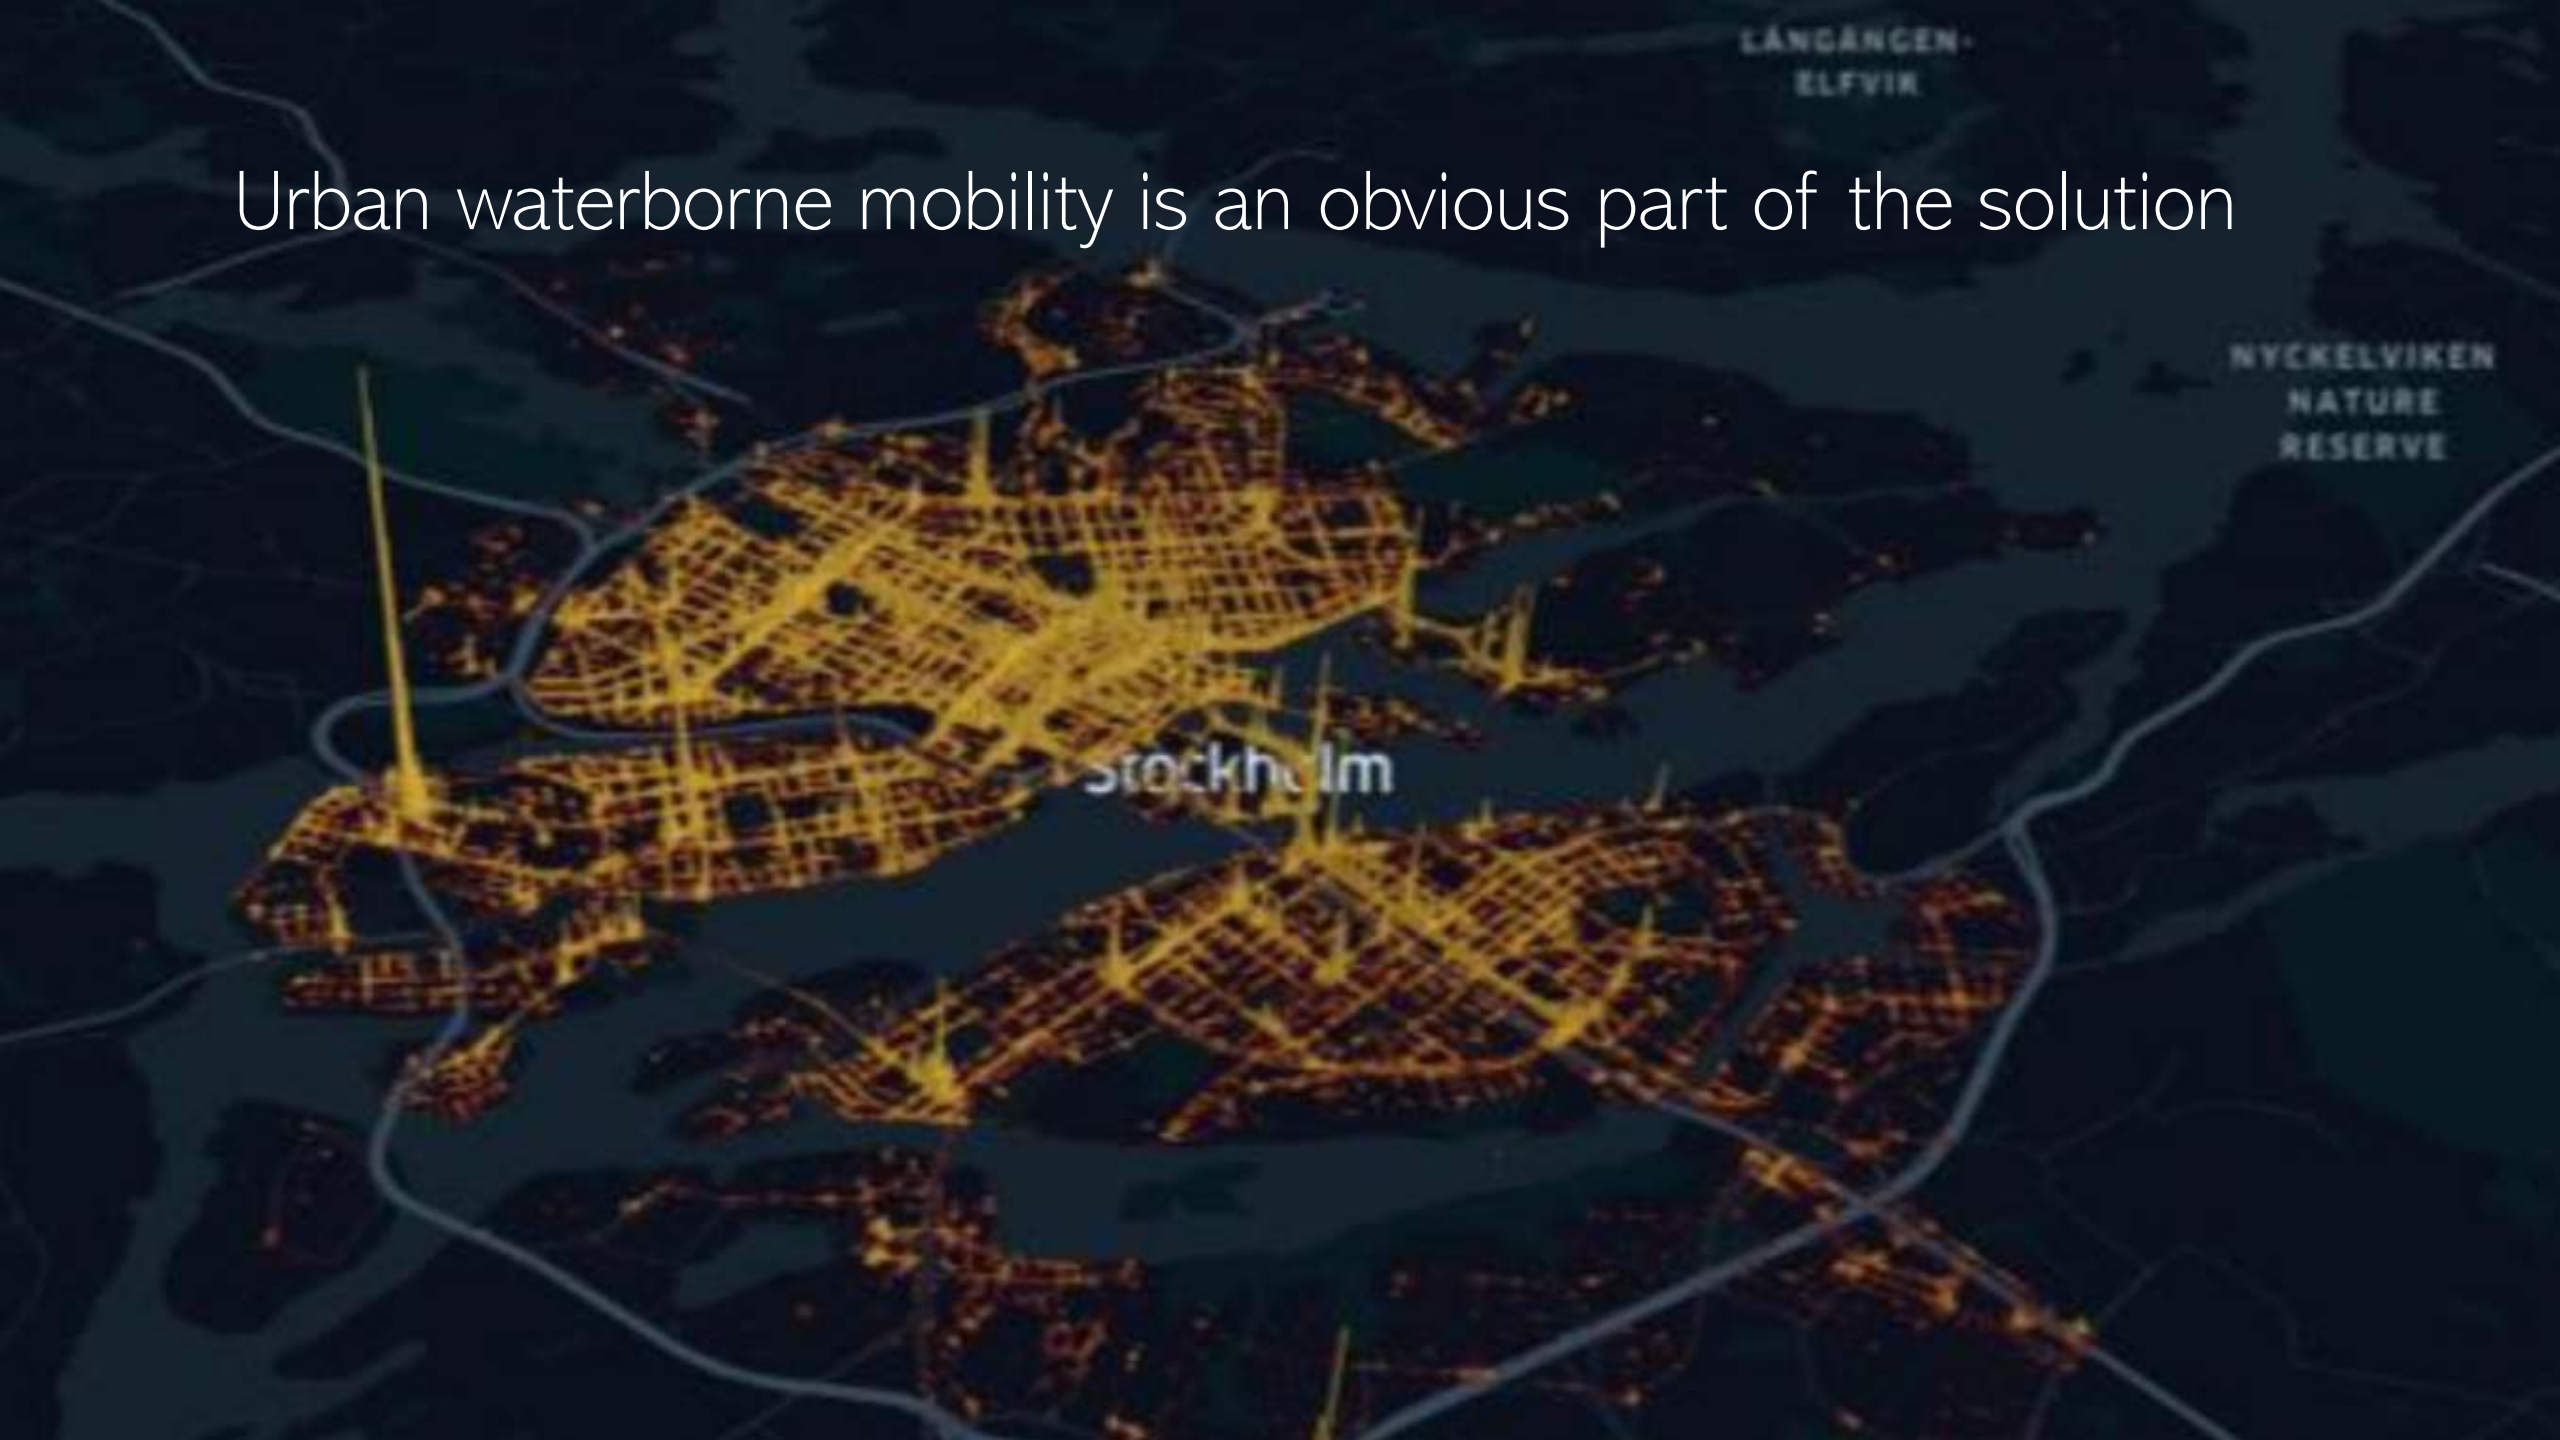 LÅNGÄNGEN-
ELFVIK
Urban waterborne mobility is an obvious part of the solution
NYCKELVIKEN
NATURE
RESERVE
Stockholm